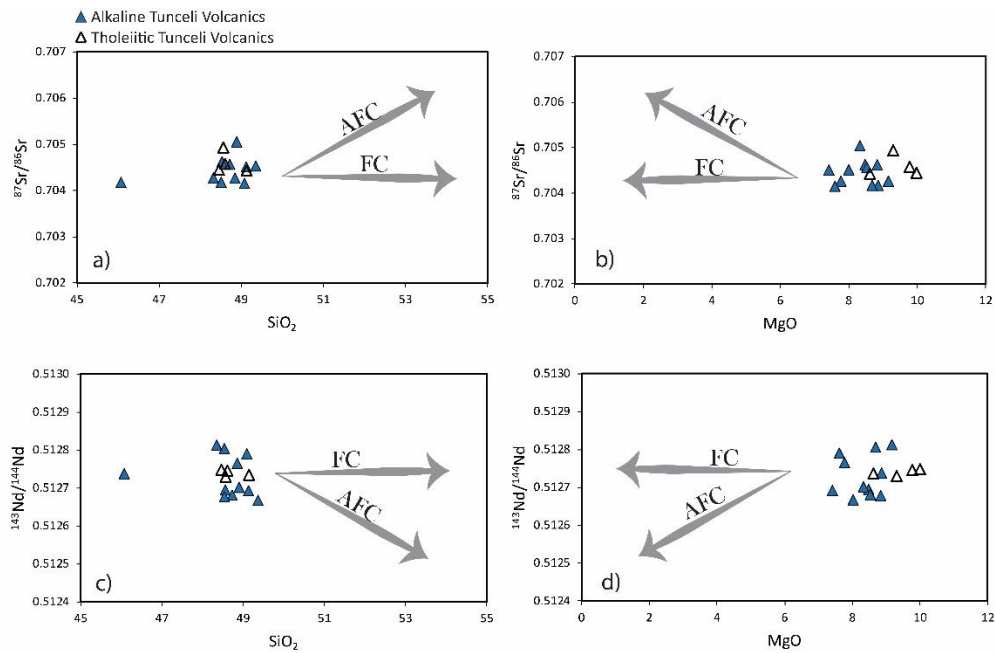 Alkaline Tunceli Volcanics
Tholeiitic Tunceli Volcanics
0.707
0.706
0.705
0.704
0.703
0.702
⁸⁷Sr/⁸⁶Sr
AFC
FC
a)
45 47 49 51 53 55
SiO₂
0.707
0.706
0.705
0.704
0.703
0.702
⁸⁷Sr/⁸⁶Sr
AFC
FC
b)
0 2 4 6 8 10 12
MgO
0.5130
0.5129
0.5128
0.5127
0.5126
0.5125
0.5124
¹⁴³Nd/¹⁴⁴Nd
FC
AFC
c)
45 47 49 51 53 55
SiO₂
0.5130
0.5129
0.5128
0.5127
0.5126
0.5125
0.5124
¹⁴³Nd/¹⁴⁴Nd
FC
AFC
d)
0 2 4 6 8 10 12
MgO